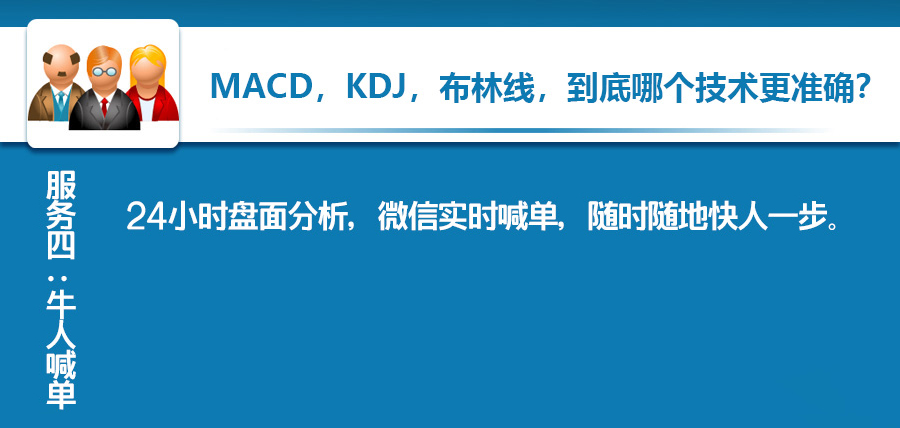 MACD，KDJ，布林线，到底哪个技术更准确？
服务四：牛人喊单
24小时盘面分析，微信实时喊单，随时随地快人一步。